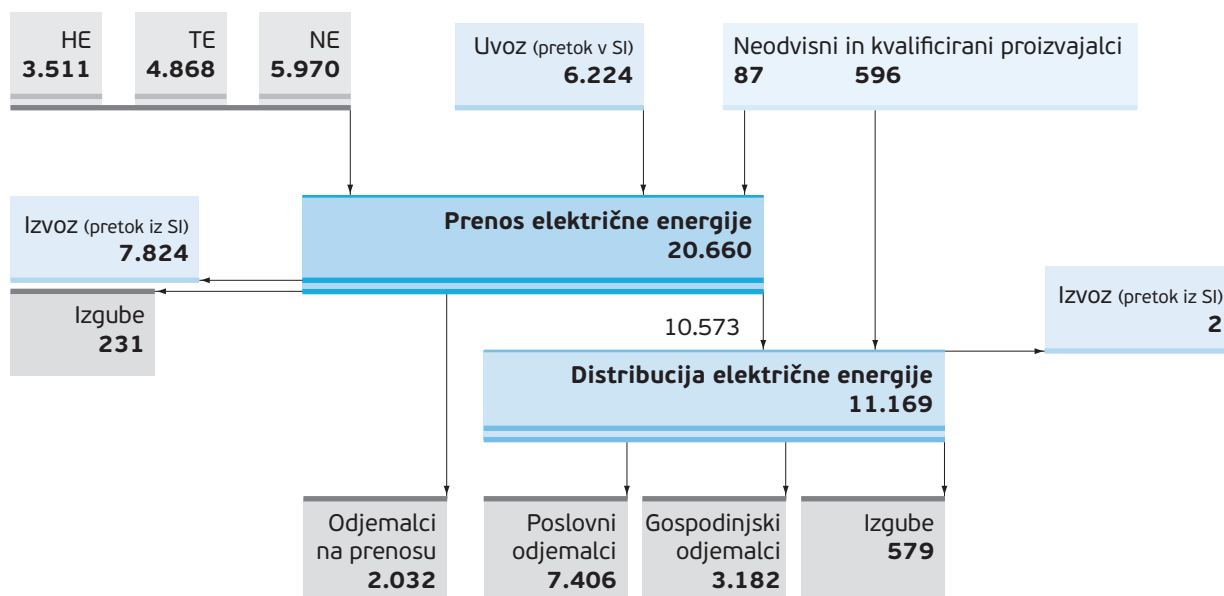 HE
3.511
TE
4.868
NE
5.970
Uvoz (pretok v SI)
6.224
Neodvisni in kvalificirani proizvajalci
87 596
Izvoz (pretok iz SI)
7.824
Prenos električne energije
20.660
Izgube
231
10.573
Izvoz (pretok iz SI)
2
Distribucija električne energije
11.169
Odjemalci
na prenosu
2.032
Poslovni
odjemalci
7.406
Gospodinjski
odjemalci
3.182
Izgube
579